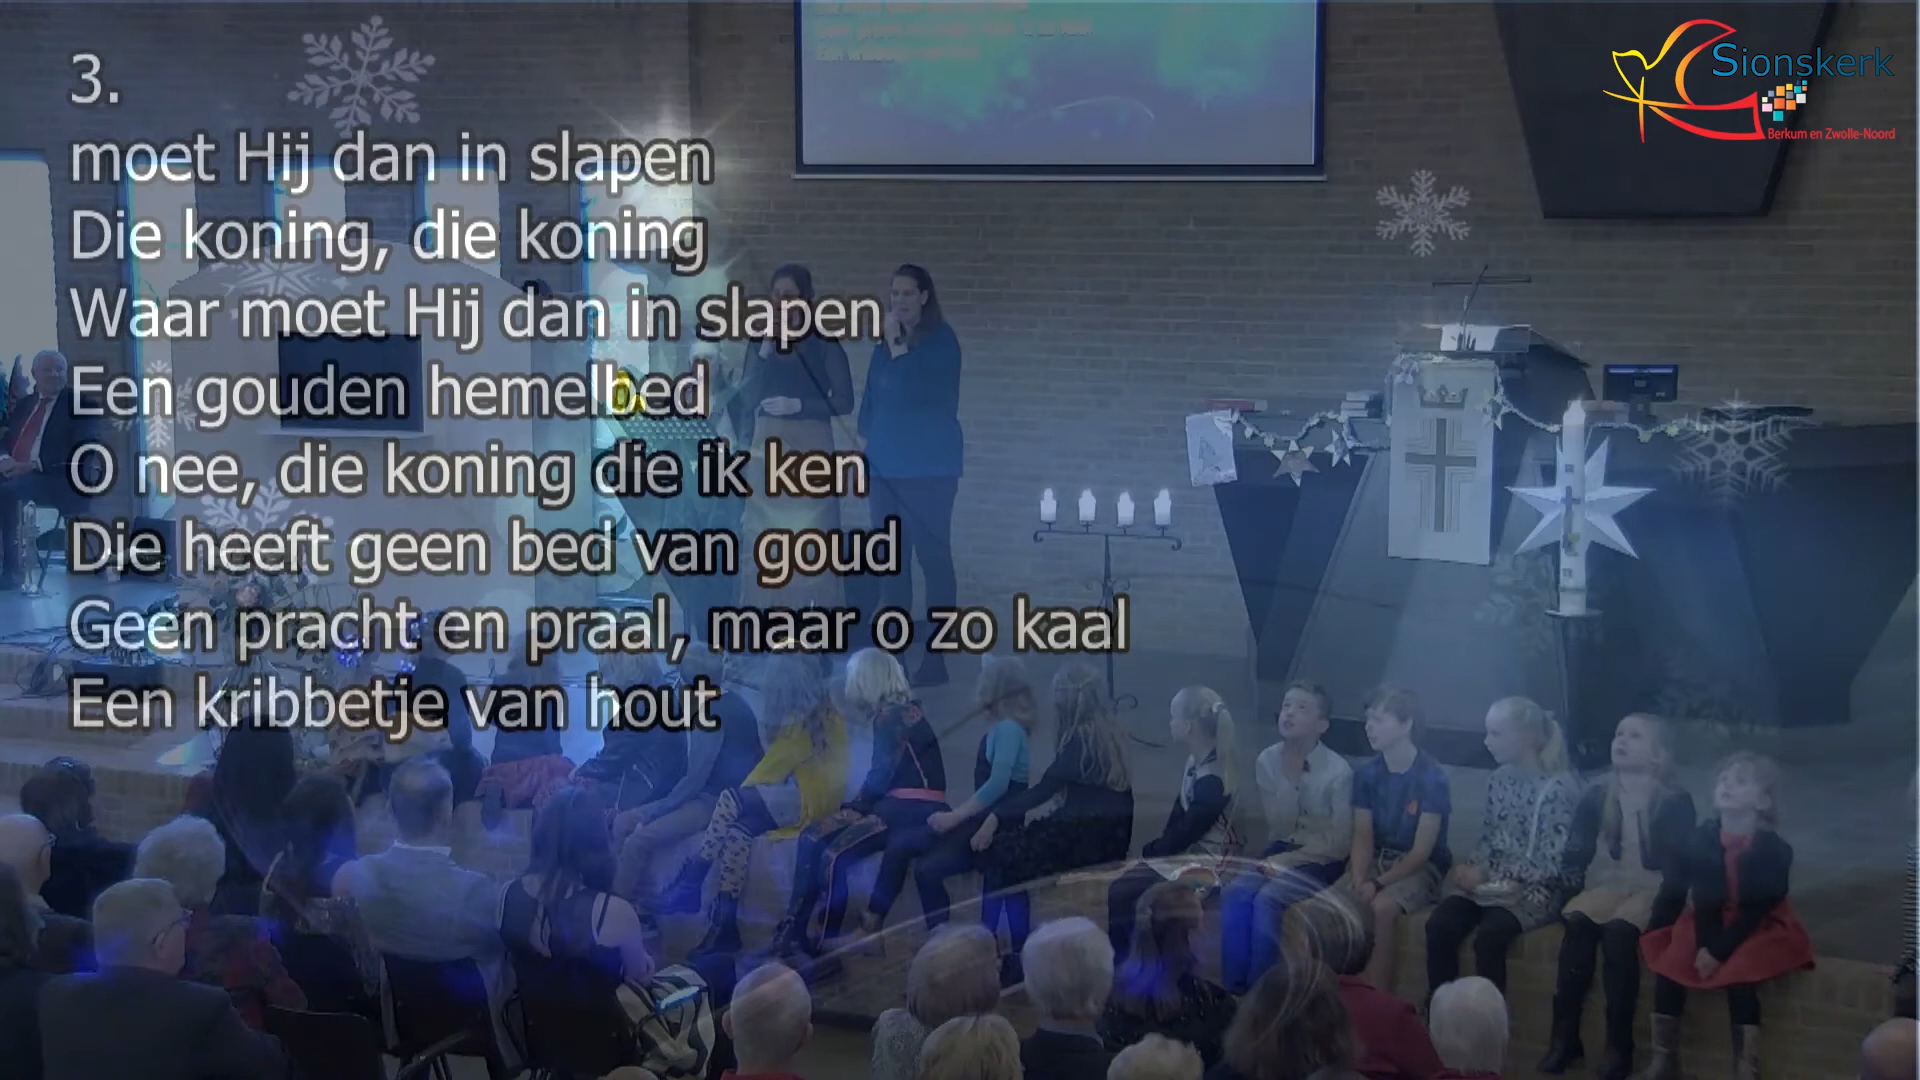 3.
moet Hij dan in slapen
Die koning, die koning
Waar moet Hij dan in slapen
Een gouden hemelbed
O nee, die koning die ik ken
Die heeft geen bed van goud
Geen pracht en praal, maar o zo kaal
Een kribbetje van hout
Sionskerk
Berkum en Zwolle-Noord